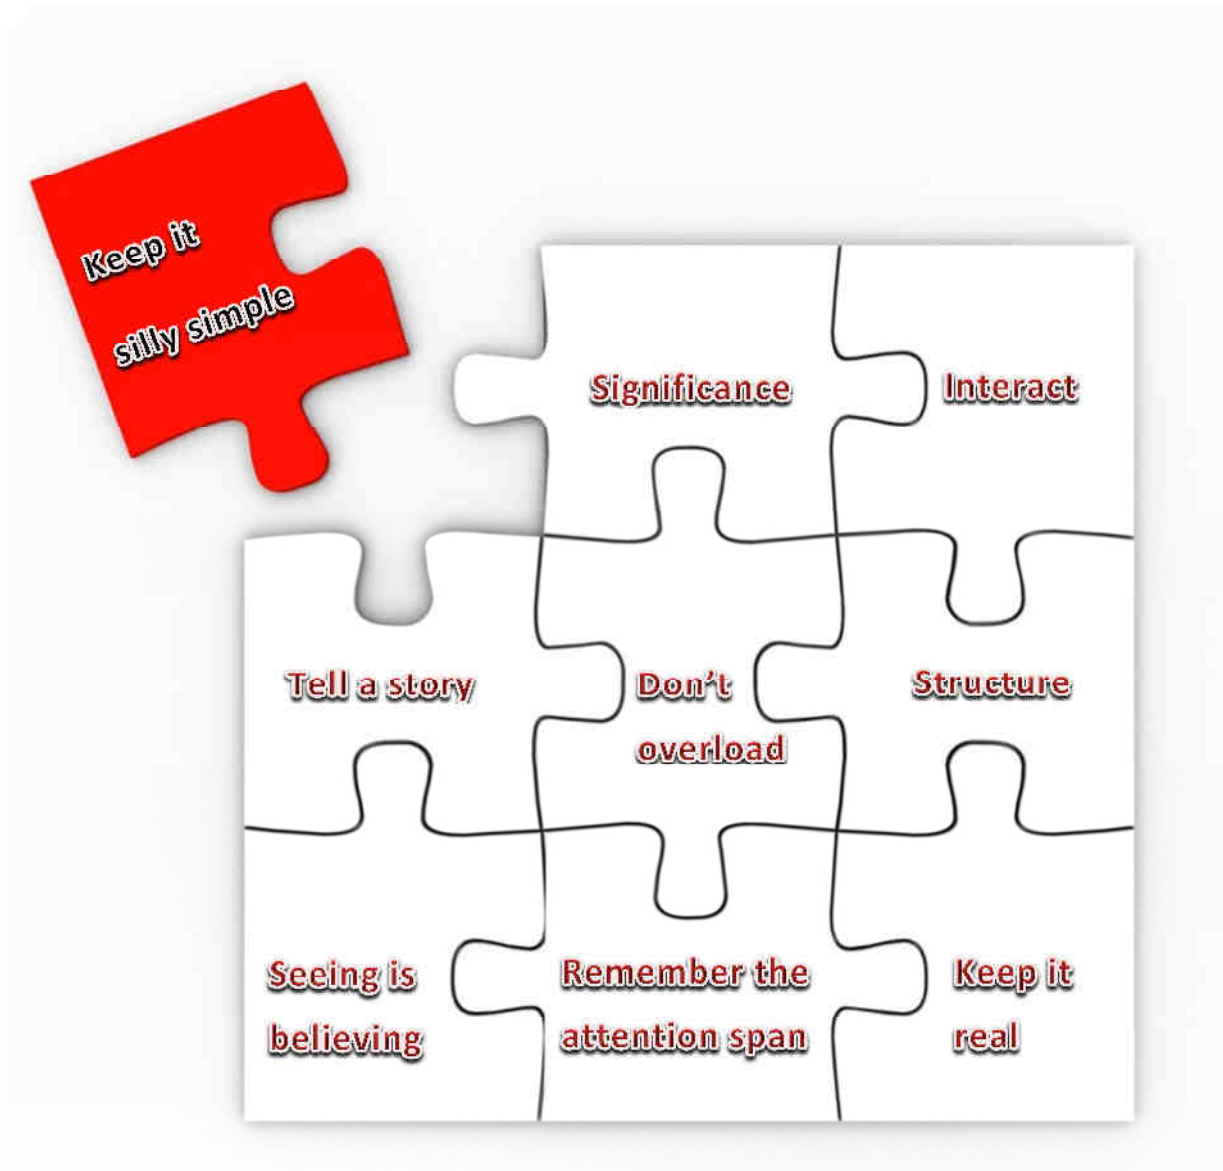 Keep it
silly simple
Significance
Interact
Tell a story
Don't
overload
Structure
Seeing is
believing
Remember the
attention span
Keep it
real